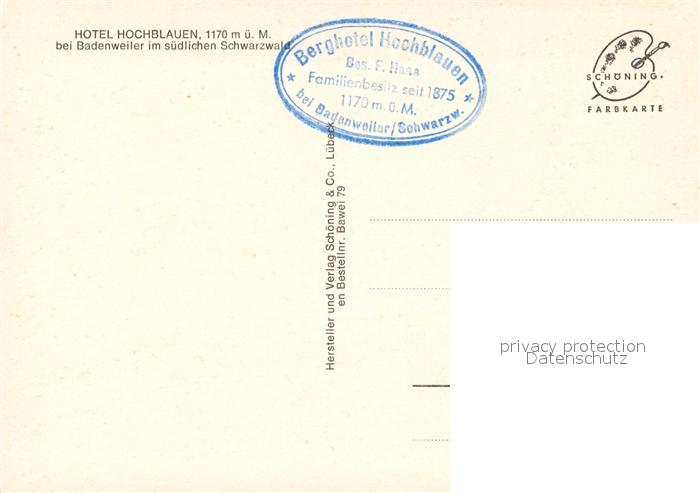 HOTEL HOCHBLAUEN, 1170 m ü. M.
bei Badenweiler im südlichen Schwarzwald
Berghotel Hochblauen
Bes. F. Haas
Familienbesitz seit 1875
1170 m. ü. M.
bei Badenweiler/Schwarzw.
SCHÖNING.
FARBKARTE
Hersteller und Verlag Schöning & Co., Lübeck
en Bestellnr. Bawei 79
privacy protection
Datenschutz